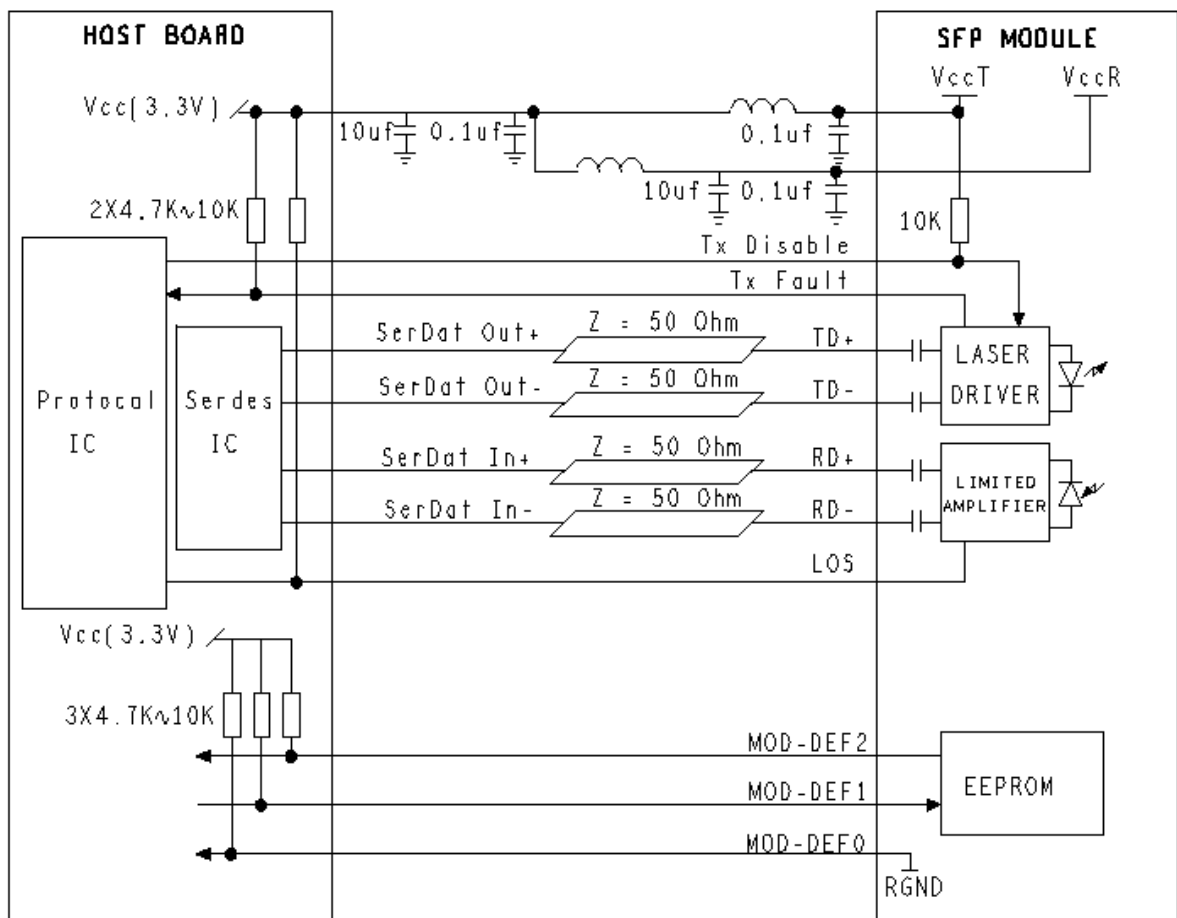 HOST BOARD
SFP MODULE
VccT
VccR
Vcc(3.3V)
10uf
0.1uf
0.1uf
10uf
0.1uf
2X4.7K~10K
10K
Tx Disable
Tx Fault
SerDat Out+
Z = 50 Ohm
TD+
SerDat Out-
Z = 50 Ohm
TD-
LASER
DRIVER
Protocal
IC
Serdes
IC
SerDat In+
Z = 50 Ohm
RD+
SerDat In-
Z = 50 Ohm
RD-
LIMITED
AMPLIFIER
LOS
Vcc(3.3V)
3X4.7K~10K
MOD-DEF2
MOD-DEF1
EEPROM
MOD-DEF0
RGND